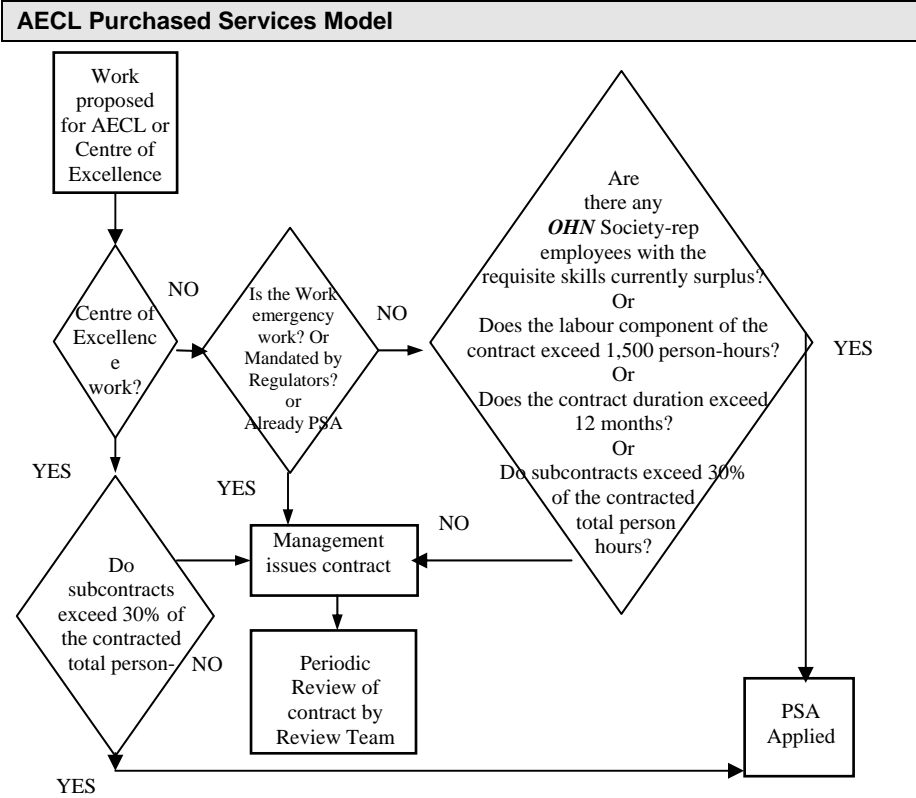 AECL Purchased Services Model
Work
proposed
for AECL or
Centre of
Excellence
Centre of
Excellenc
e
work?
NO
Is the Work
emergency
work? Or
Mandated by
Regulators?
or
Already PSA
NO
Are
there any
OHN Society-rep
employees with the
requisite skills currently surplus?
Or
Does the labour component of the
contract exceed 1,500 person-hours?
Or
Does the contract duration exceed
12 months?
Or
Do subcontracts exceed 30%
of the contracted
total person
hours?
YES
YES
YES
NO
Management
issues contract
Do
subcontracts
exceed 30% of
the contracted
total person-
NO
Periodic
Review of
contract by
Review Team
PSA
Applied
YES